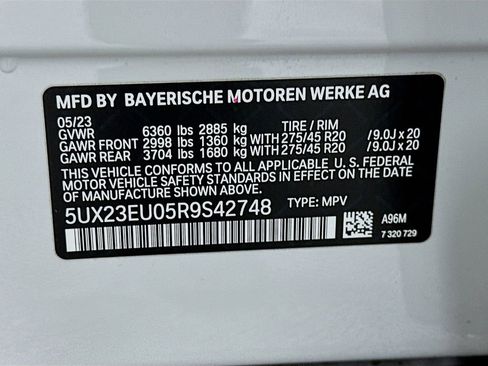 MFD BY BAYERISCHE MOTOREN WERKE AG
05/23
GVWR 6360 lbs 2885 kg TIRE / RIM
GAWR FRONT 2998 lbs 1360 kg WITH 275/45 R20 /9.0J x 20
GAWR REAR 3704 lbs 1680 kg WITH 275/45 R20 /9.0J x 20
THIS VEHICLE CONFORMS TO ALL APPLICABLE U. S. FEDERAL
MOTOR VEHICLE SAFETY STANDARDS IN EFFECT ON THE
DATE OF MANUFACTURE SHOWN ABOVE.
5UX23EU05R9S42748 TYPE: MPV
A96M
7 320 729